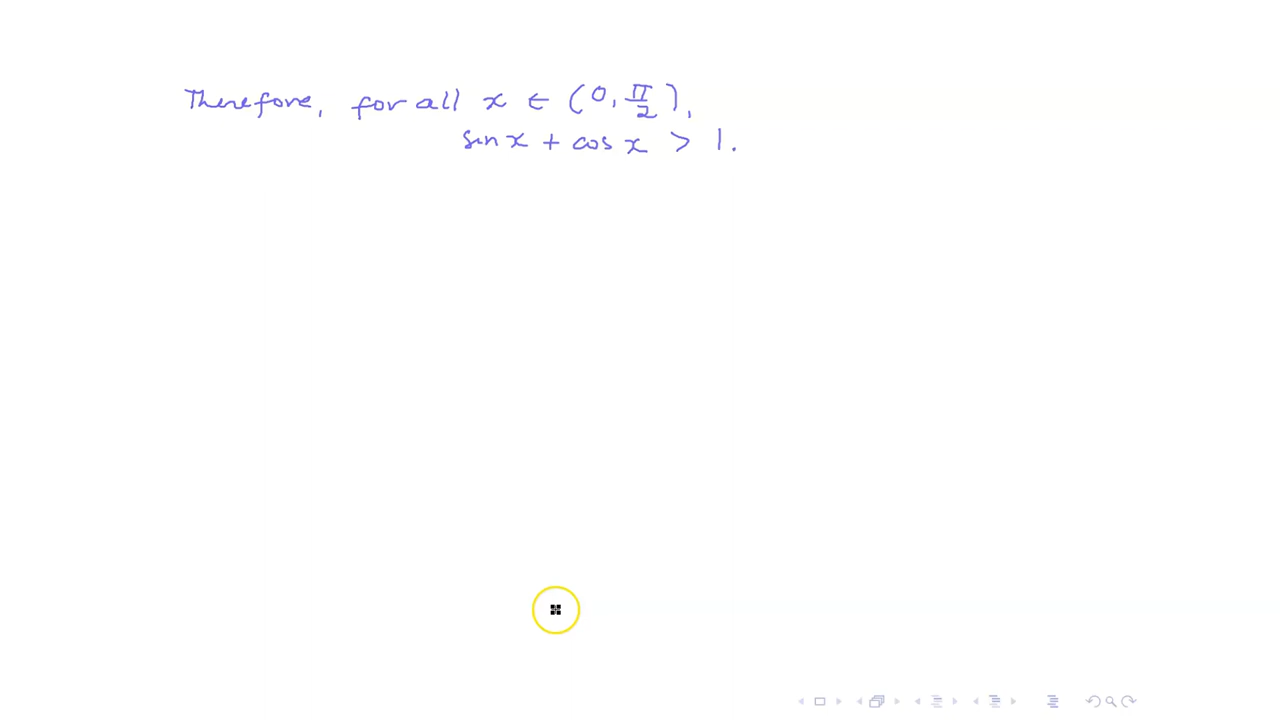 Therefore, for all x ∈ (0, π/2),
sin x + cos x > 1.